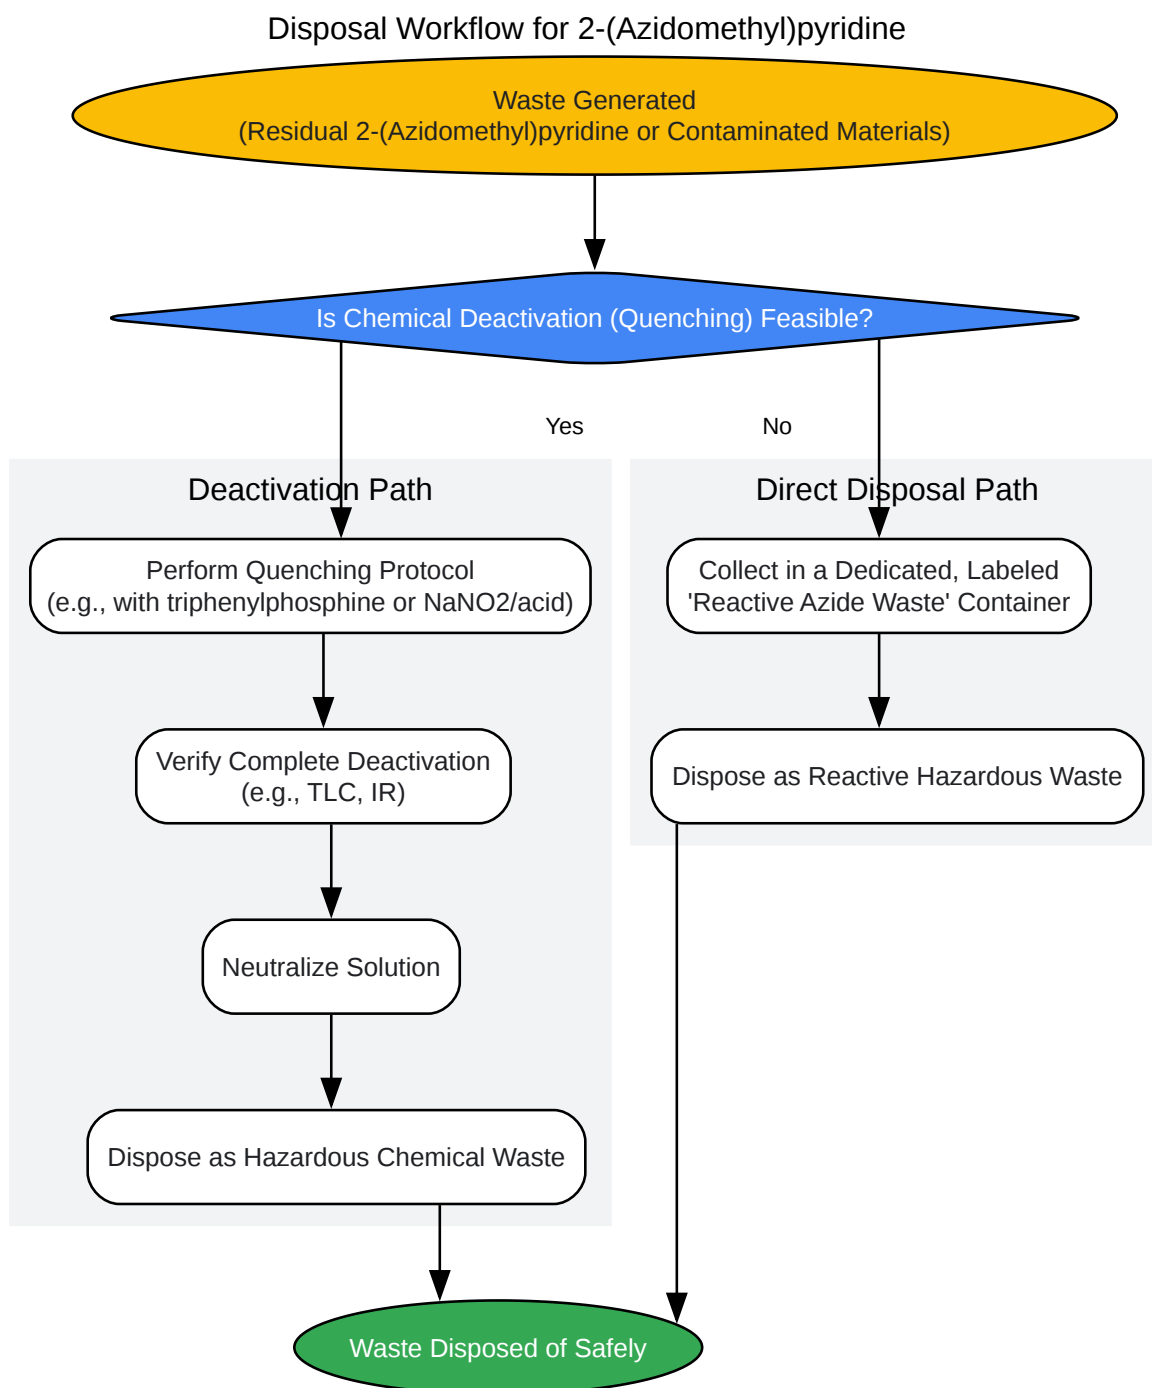 Disposal Workflow for 2-(Azidomethyl)pyridine
Waste Generated
(Residual 2-(Azidomethyl)pyridine or Contaminated Materials)
Is Chemical Deactivation (Quenching) Feasible?
Yes
No
Deactivation Path
Perform Quenching Protocol
(e.g., with triphenylphosphine or NaNO2/acid)
Verify Complete Deactivation
(e.g., TLC, IR)
Neutralize Solution
Dispose as Hazardous Chemical Waste
Direct Disposal Path
Collect in a Dedicated, Labeled
'Reactive Azide Waste' Container
Dispose as Reactive Hazardous Waste
Waste Disposed of Safely